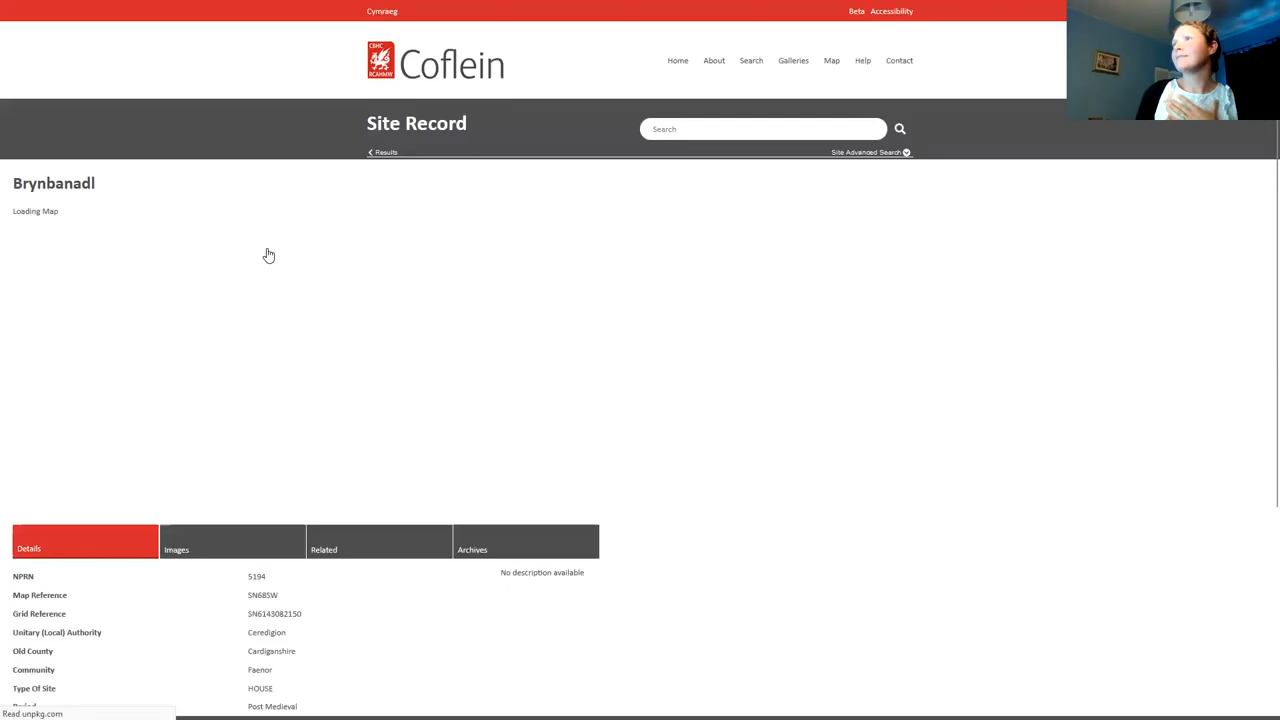 Cymraeg
Beta Accessibility
CBHC
RCAHMW
Coflein
Home About Search Galleries Map Help Contact
Site Record
Search
Results
Site Advanced Search
Brynbanadl
Loading Map
Details Images Related Archives
NPRN 5194
No description available
Map Reference SN68SW
Grid Reference SN6143082150
Unitary (Local) Authority Ceredigion
Old County Cardiganshire
Community Faenor
Type Of Site HOUSE
Period Post Medieval
Read unpkg.com